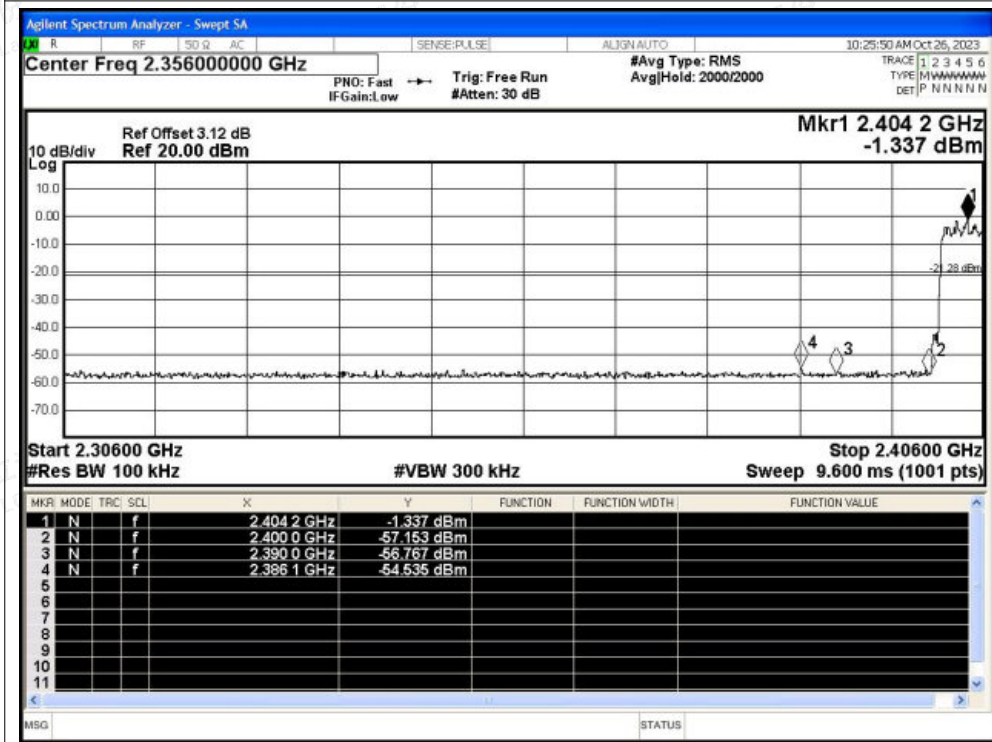 Agilent Spectrum Analyzer - Swept SA
LXI R RF 50 Ω AC SENSE:PULSE ALIGN AUTO 10:25:50 AM Oct 26, 2023
Center Freq 2.356000000 GHz #Avg Type: RMS TRACE 1 2 3 4 5 6
PNO: Fast Trig: Free Run Avg|Hold: 2000/2000 TYPE MWWWWW
IFGain:Low #Atten: 30 dB DET P N N N N N
Mkr1 2.404 2 GHz
Ref Offset 3.12 dB
10 dB/div Ref 20.00 dBm -1.337 dBm
Log
10.0
1
0.00
-10.0
-20.0 -21.28 dBm
-30.0
-40.0
4 3 2
-50.0
-60.0
-70.0
Start 2.30600 GHz Stop 2.40600 GHz
#Res BW 100 kHz #VBW 300 kHz Sweep 9.600 ms (1001 pts)
MKR MODE TRC SCL X Y FUNCTION FUNCTION WIDTH FUNCTION VALUE
1 N f 2.404 2 GHz -1.337 dBm
2 N f 2.400 0 GHz -57.153 dBm
3 N f 2.390 0 GHz -56.767 dBm
4 N f 2.386 1 GHz -54.535 dBm
5
6
7
8
9
10
11
MSG STATUS